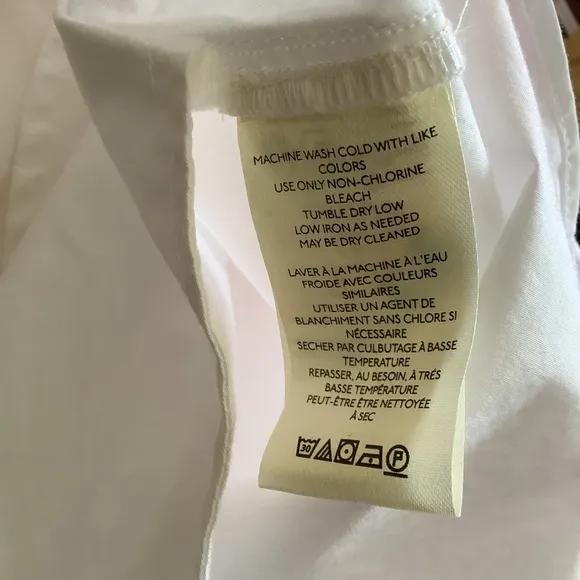 MACHINE WASH COLD WITH LIKE
COLORS
USE ONLY NON-CHLORINE
BLEACH
TUMBLE DRY LOW
LOW IRON AS NEEDED
MAY BE DRY CLEANED
LAVER À LA MACHINE À L'EAU
FROIDE AVEC COULEURS
SIMILAIRES
UTILISER UN AGENT DE
BLANCHIMENT SANS CHLORE SI
NÉCESSAIRE
SECHER PAR CULBUTAGE À BASSE
TEMPERATURE
REPASSER, AU BESOIN, À TRÉS
BASSE TEMPÉRATURE
PEUT-ÊTRE ÊTRE NETTOYÉE
À SEC
30 P